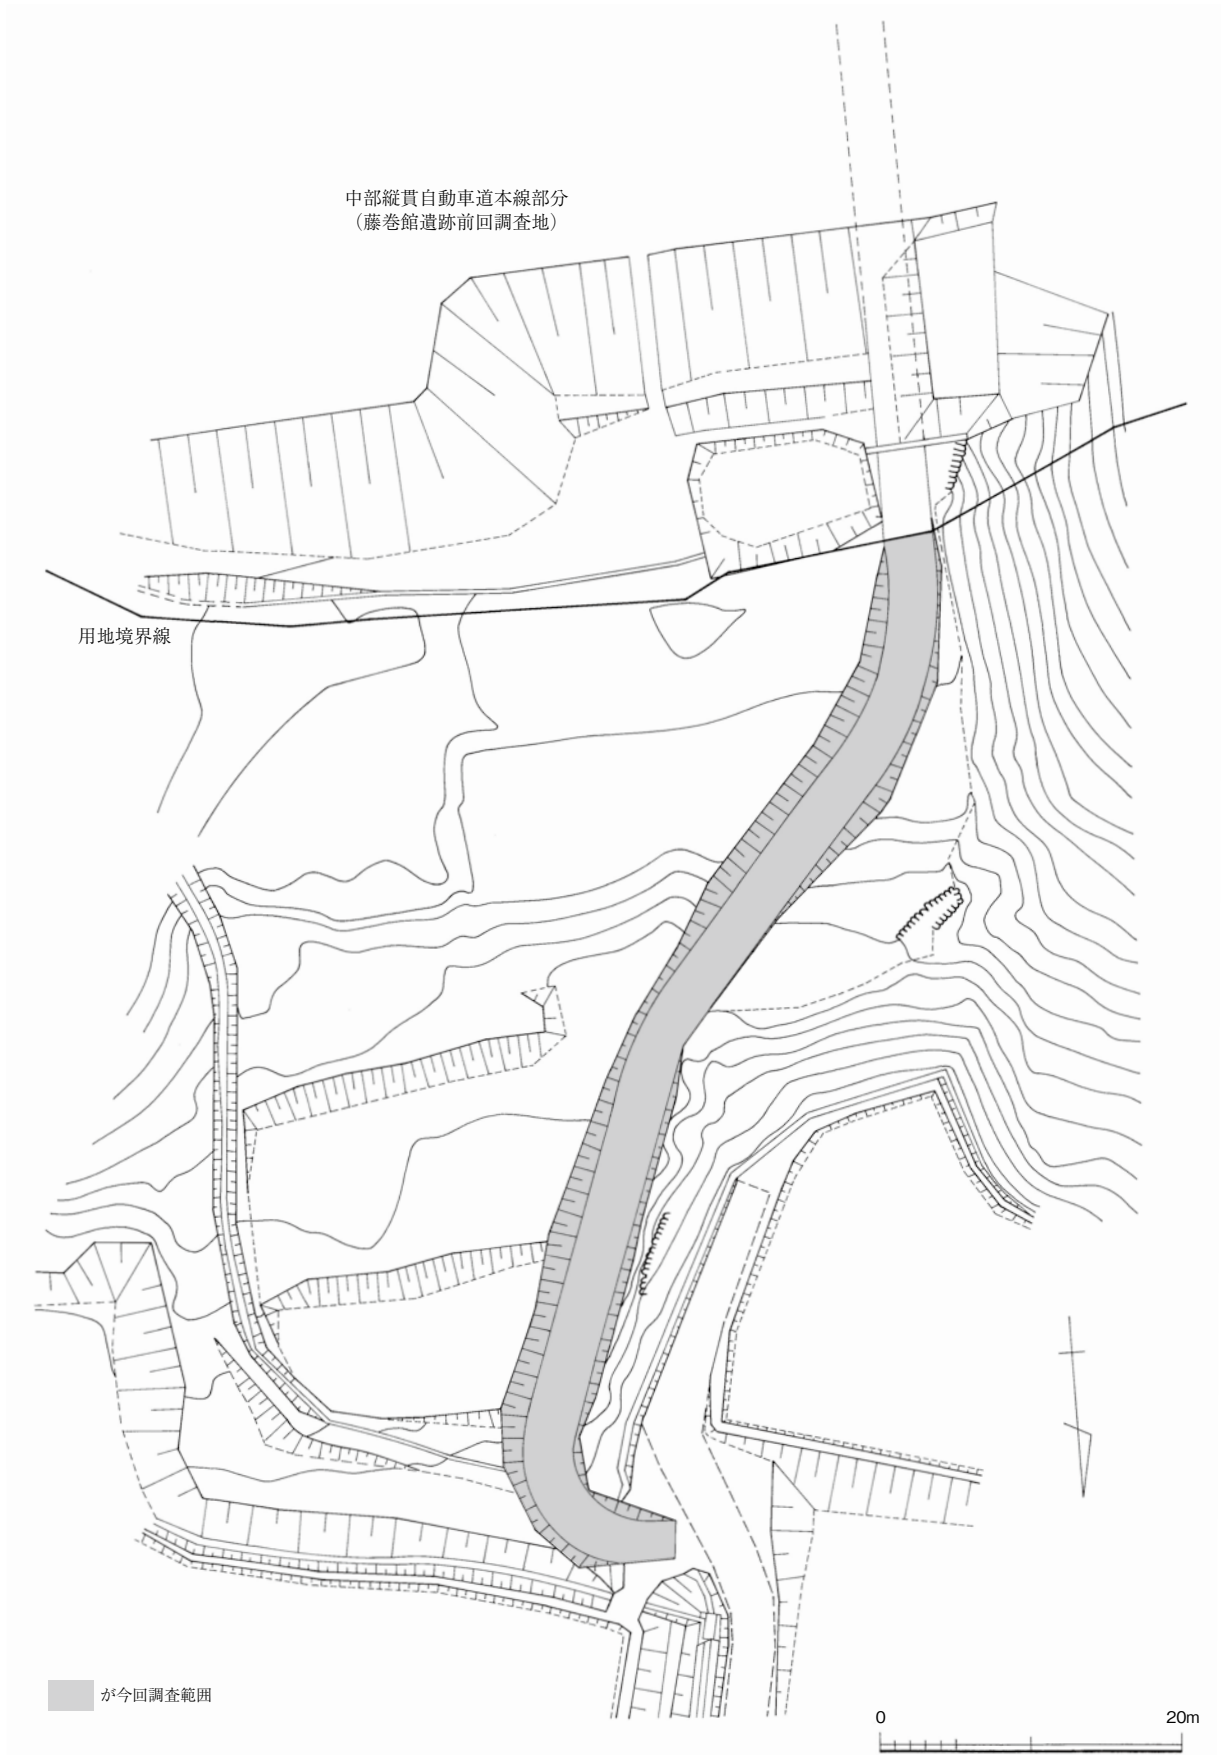 中部縦貫自動車道本線部分
（藤巻館遺跡前回調査地）
用地境界線
が今回調査範囲
0
20m